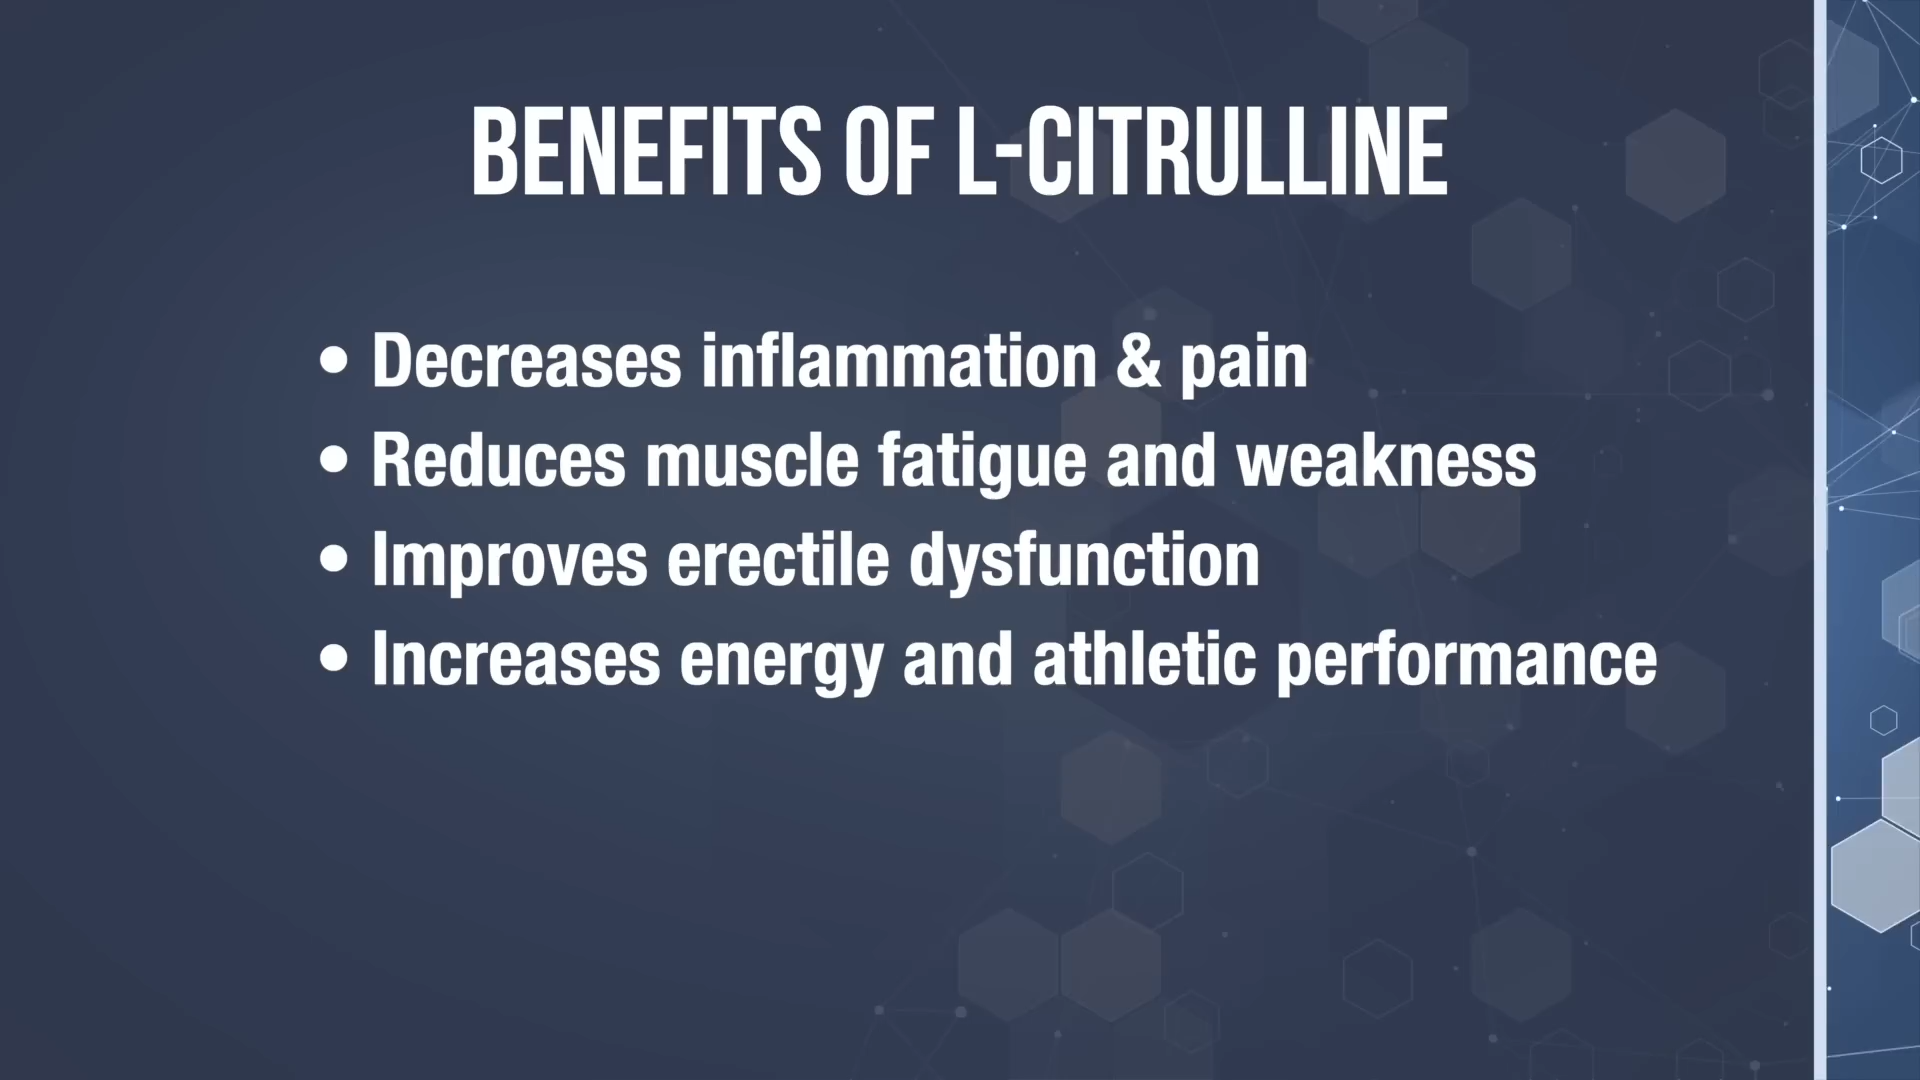 BENEFITS OF L-CITRULLINE
• Decreases inflammation & pain
• Reduces muscle fatigue and weakness
• Improves erectile dysfunction
• Increases energy and athletic performance